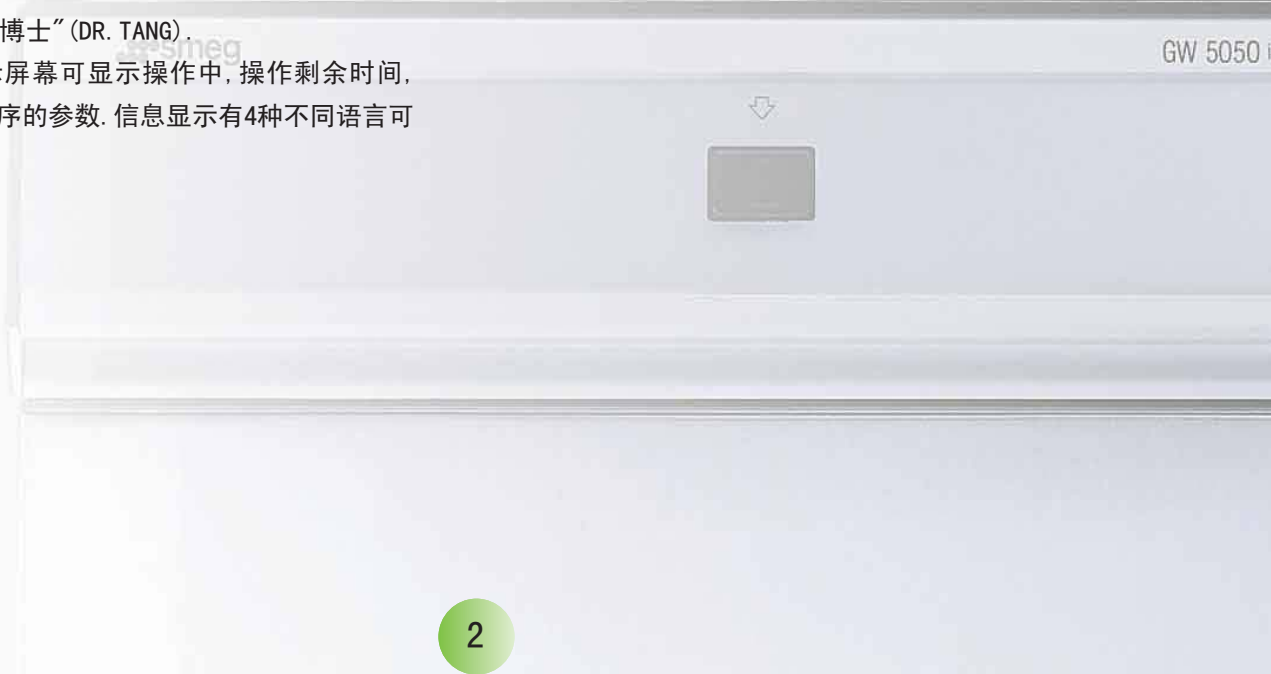 博士"(DR.TANG).
smeg
GW 5050
屏幕可显示操作中,操作剩余时间,
序的参数.信息显示有4种不同语言可
2